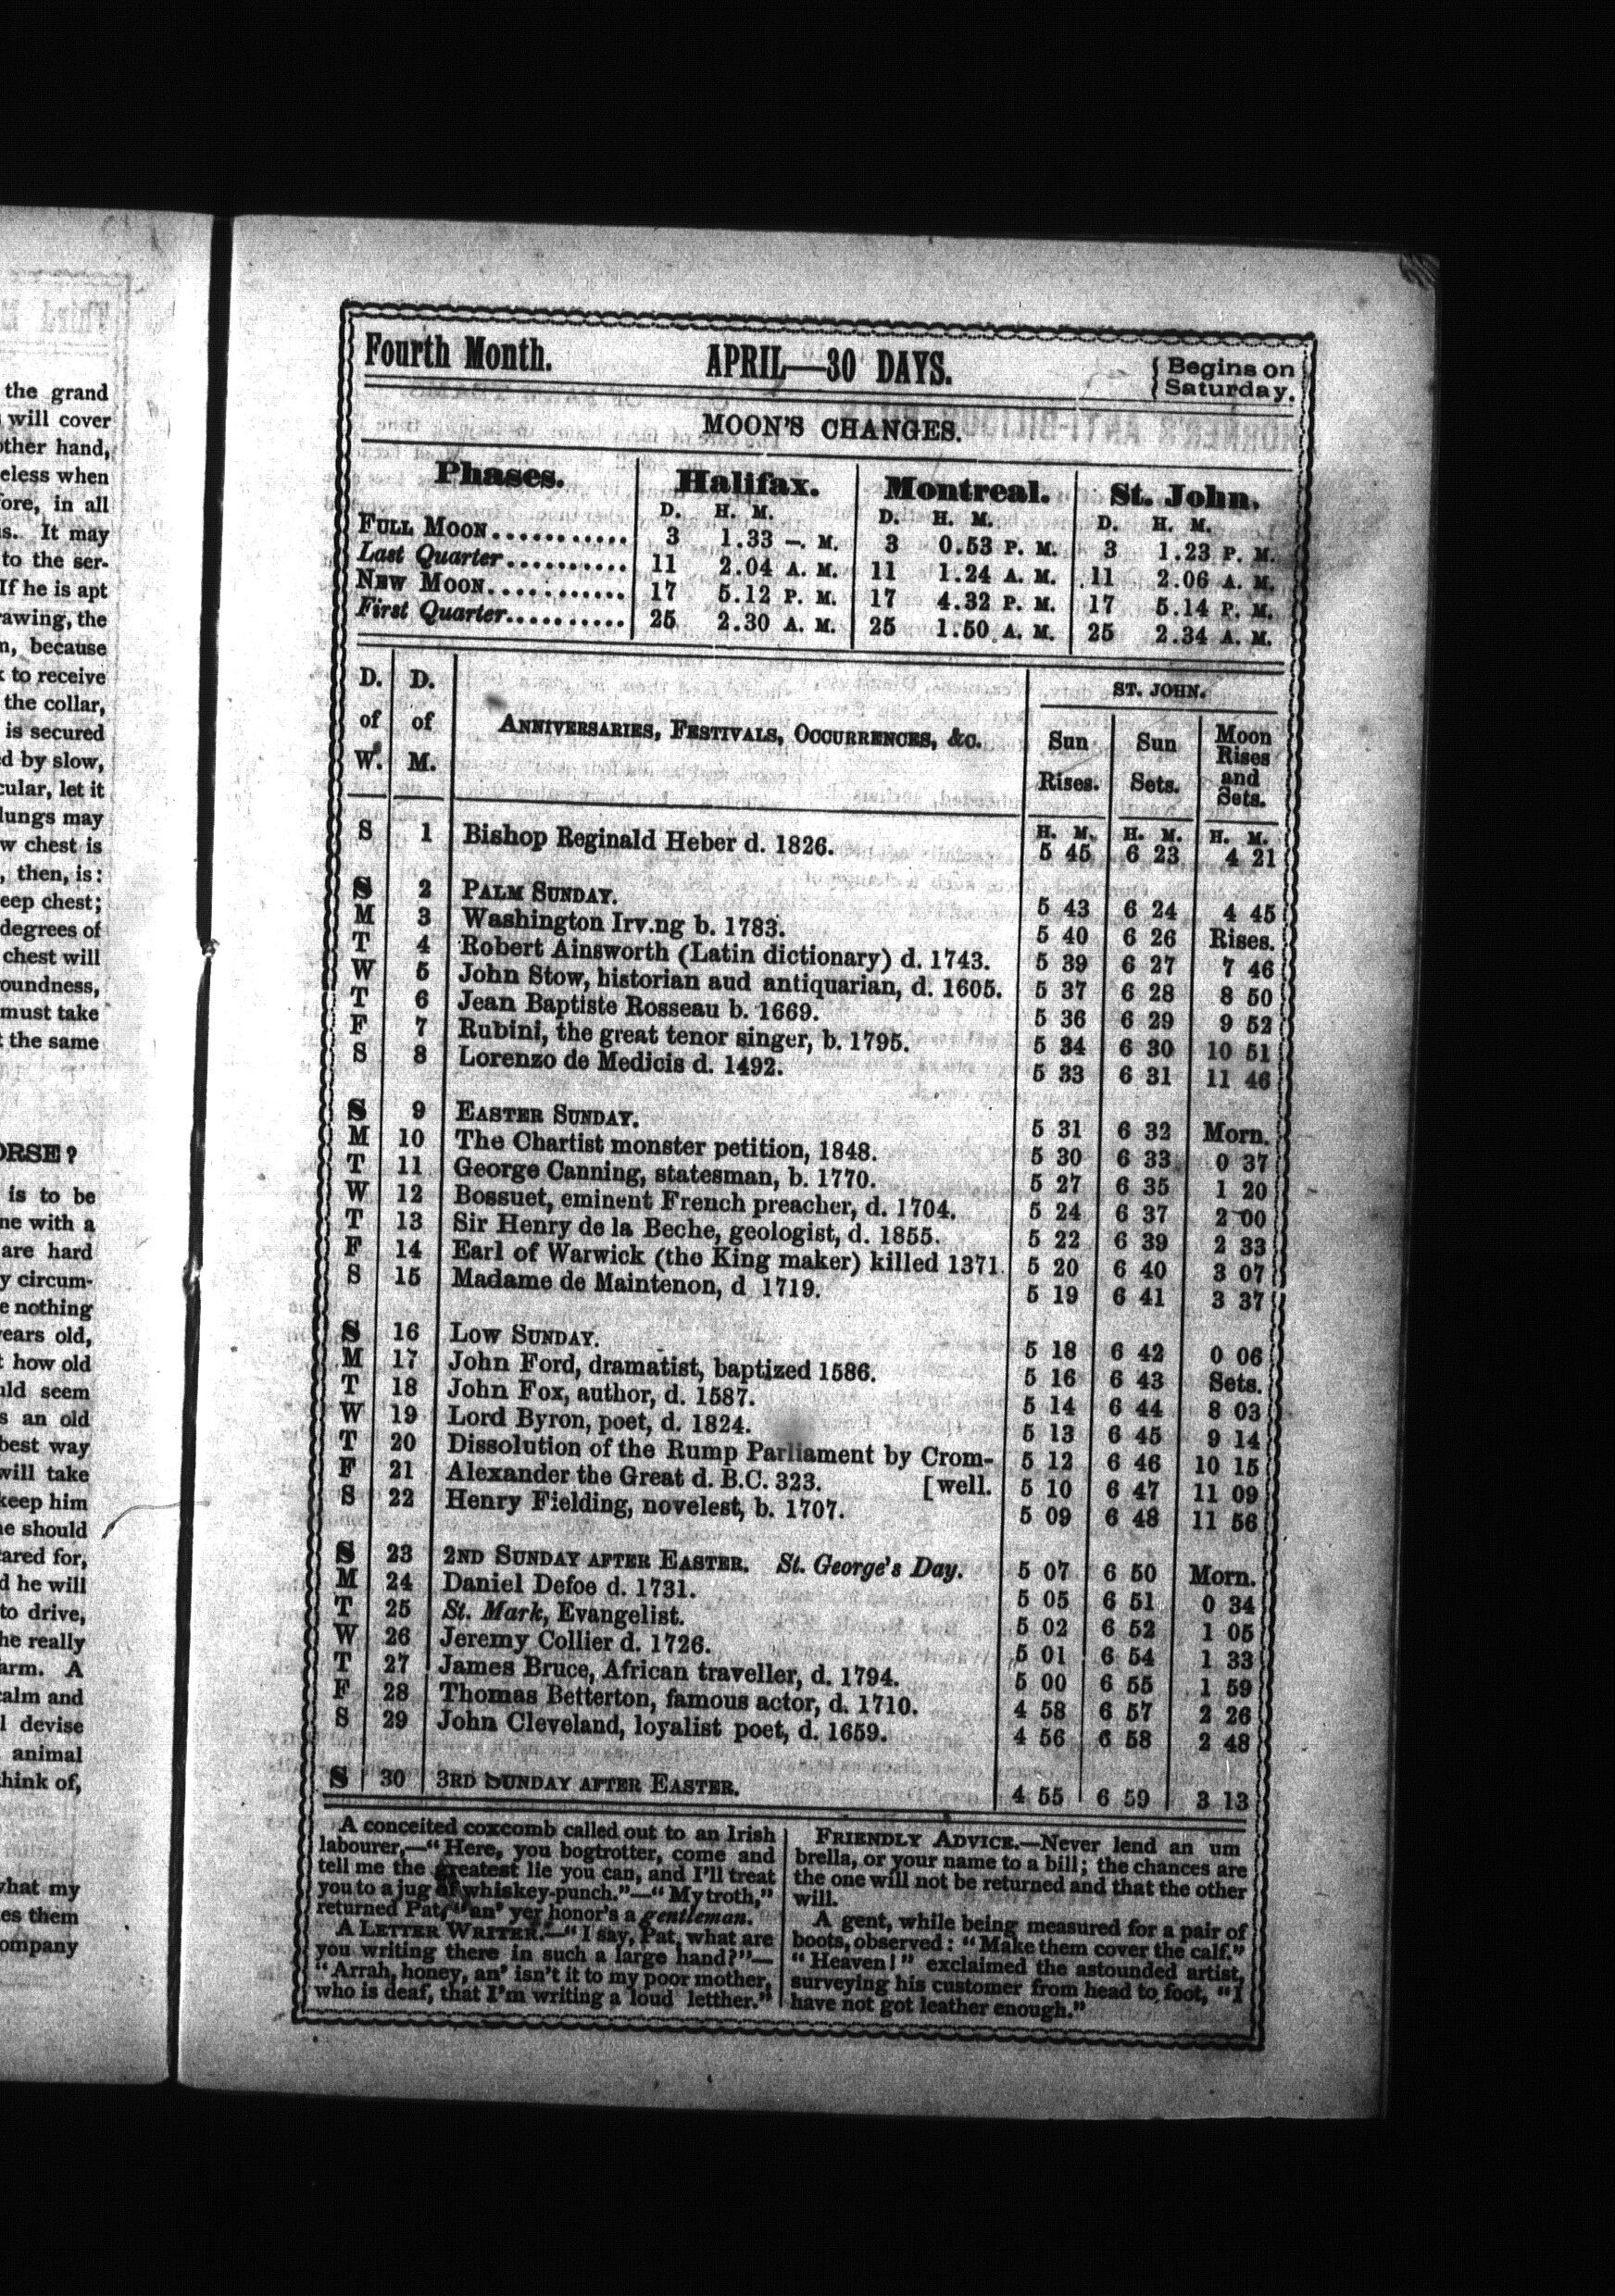 the grand
will cover
other hand,
eless when
ore, in all
s. It may
to the ser-
If he is apt
rawing, the
n, because
to receive
the collar,
is secured
d by slow,
cular, let it
lungs may
w chest is
, then, is:
eep chest;
degrees of
chest will
oundness,
must take
the same
ORSE?
is to be
ne with a
are hard
y circum-
e nothing
years old,
how old
uld seem
s an old
best way
will take
keep him
he should
ared for,
d he will
to drive,
he really
arm. A
alm and
l devise
animal
think of,
what my
es them
ompany
Fourth Month. APRIL—30 DAYS. { Begins on
Saturday.
MOON'S CHANGES.
Phases. Halifax. Montreal. St. John.
D. H. M. D. H. M. D. H. M.
FULL MOON........... 3 1.33 —. M. 3 0.53 P. M. 3 1.23 P. M.
Last Quarter.......... 11 2.04 A. M. 11 1.24 A. M. 11 2.06 A. M.
NEW MOON........... 17 5.12 P. M. 17 4.32 P. M. 17 5.14 P. M.
First Quarter.......... 25 2.30 A. M. 25 1.50 A. M. 25 2.34 A. M.
D. of W. D. of M. ANNIVERSARIES, FESTIVALS, OCCURRENCES, &c. ST. JOHN.
Sun Rises. Sun Sets. Moon Rises and Sets.
H. M. H. M. H. M.
S 1 Bishop Reginald Heber d. 1826. 5 45 6 23 4 21
S 2 PALM SUNDAY. 5 43 6 24 4 45
M 3 Washington Irv.ng b. 1783. 5 40 6 26 Rises.
T 4 Robert Ainsworth (Latin dictionary) d. 1743. 5 39 6 27 7 46
W 5 John Stow, historian aud antiquarian, d. 1605. 5 37 6 28 8 50
T 6 Jean Baptiste Rosseau b. 1669. 5 36 6 29 9 52
F 7 Rubini, the great tenor singer, b. 1795. 5 34 6 30 10 51
S 8 Lorenzo de Medicis d. 1492. 5 33 6 31 11 46
S 9 EASTER SUNDAY. 5 31 6 32 Morn.
M 10 The Chartist monster petition, 1848. 5 30 6 33 0 37
T 11 George Canning, statesman, b. 1770. 5 27 6 35 1 20
W 12 Bossuet, eminent French preacher, d. 1704. 5 24 6 37 2 00
T 13 Sir Henry de la Beche, geologist, d. 1855. 5 22 6 39 2 33
F 14 Earl of Warwick (the King maker) killed 1371. 5 20 6 40 3 07
S 15 Madame de Maintenon, d 1719. 5 19 6 41 3 37
S 16 LOW SUNDAY. 5 18 6 42 0 06
M 17 John Ford, dramatist, baptized 1586. 5 16 6 43 Sets.
T 18 John Fox, author, d. 1587. 5 14 6 44 8 03
W 19 Lord Byron, poet, d. 1824. 5 13 6 45 9 14
T 20 Dissolution of the Rump Parliament by Crom- 5 12 6 46 10 15
F 21 Alexander the Great d. B.C. 323. [well. 5 10 6 47 11 09
S 22 Henry Fielding, novelest, b. 1707. 5 09 6 48 11 56
S 23 2ND SUNDAY AFTER EASTER. St. George's Day. 5 07 6 50 Morn.
M 24 Daniel Defoe d. 1731. 5 05 6 51 0 34
T 25 St. Mark, Evangelist. 5 02 6 52 1 05
W 26 Jeremy Collier d. 1726. 5 01 6 54 1 33
T 27 James Bruce, African traveller, d. 1794. 5 00 6 55 1 59
F 28 Thomas Betterton, famous actor, d. 1710. 4 58 6 57 2 26
S 29 John Cleveland, loyalist poet, d. 1659. 4 56 6 58 2 48
S 30 3RD SUNDAY AFTER EASTER. 4 55 6 59 3 13
A conceited coxcomb called out to an Irish
labourer,—"Here, you bogtrotter, come and
tell me the greatest lie you can, and I'll treat
you to a jug of whiskey-punch."—"My troth,"
returned Pat, "an' yer honor's a gentleman.
A LETTER WRITER.—"I say, Pat, what are
you writing there in such a large hand?"—
"Arrah, honey, an' isn't it to my poor mother,
who is deaf, that I'm writing a loud letther."
FRIENDLY ADVICE.—Never lend an um
brella, or your name to a bill; the chances are
the one will not be returned and that the other
will.
A gent, while being measured for a pair of
boots, observed: "Make them cover the calf."
"Heaven!" exclaimed the astounded artist,
surveying his customer from head to foot, "I
have not got leather enough."